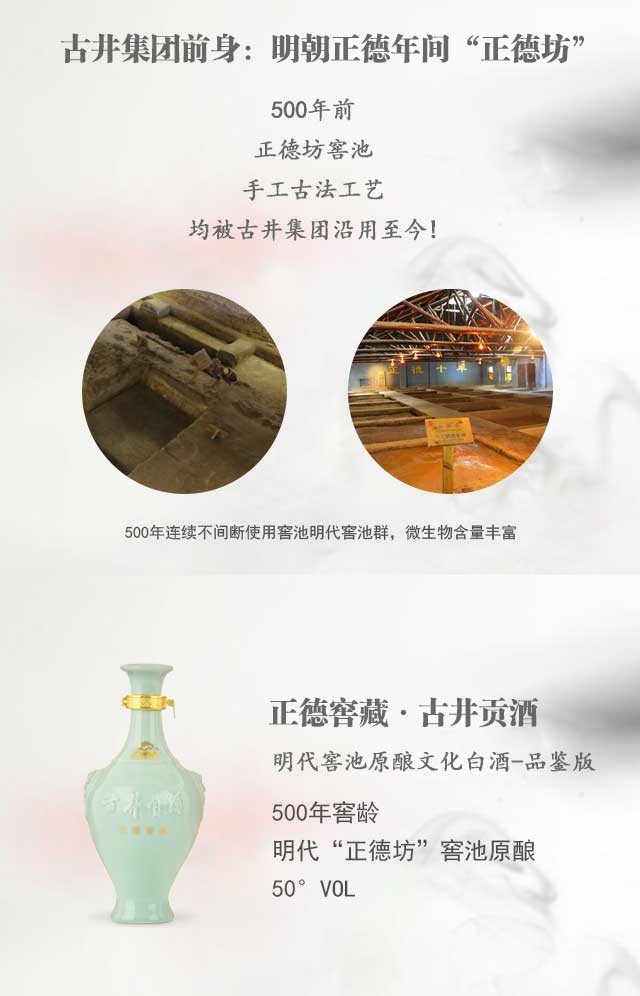 古井集团前身：明朝正德年间“正德坊”
500年前
正德坊窖池
手工古法工艺
均被古井集团沿用至今！
500年连续不间断使用窖池明代窖池群，微生物含量丰富
正德窖藏·古井贡酒
明代窖池原酿文化白酒-品鉴版
500年窖龄
明代“正德坊”窖池原酿
50°VOL
古井贡酒